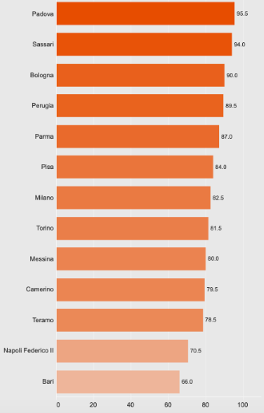 Padova 95.5
Sassari 94.0
Bologna 90.0
Perugia 89.5
Parma 87.0
Pisa 84.0
Milano 82.5
Torino 81.5
Messina 80.0
Camerino 79.5
Teramo 78.5
Napoli Federico II 70.5
Bari 66.0
0 20 40 60 80 100